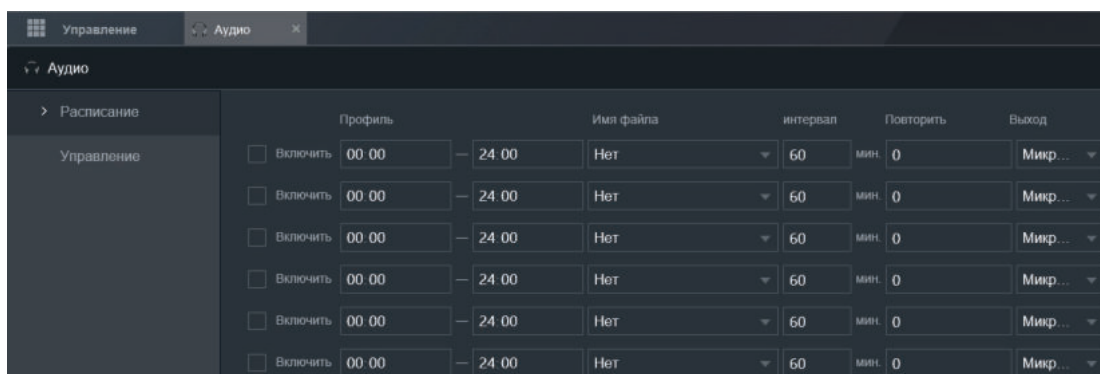 Управление Аудио ×
Аудио
> Расписание
Управление
Профиль Имя файла интервал Повторить Выход
Включить 00:00 — 24:00 Нет 60 мин. 0 Микр...
Включить 00:00 — 24:00 Нет 60 мин. 0 Микр...
Включить 00:00 — 24:00 Нет 60 мин. 0 Микр...
Включить 00:00 — 24:00 Нет 60 мин. 0 Микр...
Включить 00:00 — 24:00 Нет 60 мин. 0 Микр...
Включить 00:00 — 24:00 Нет 60 мин. 0 Микр...